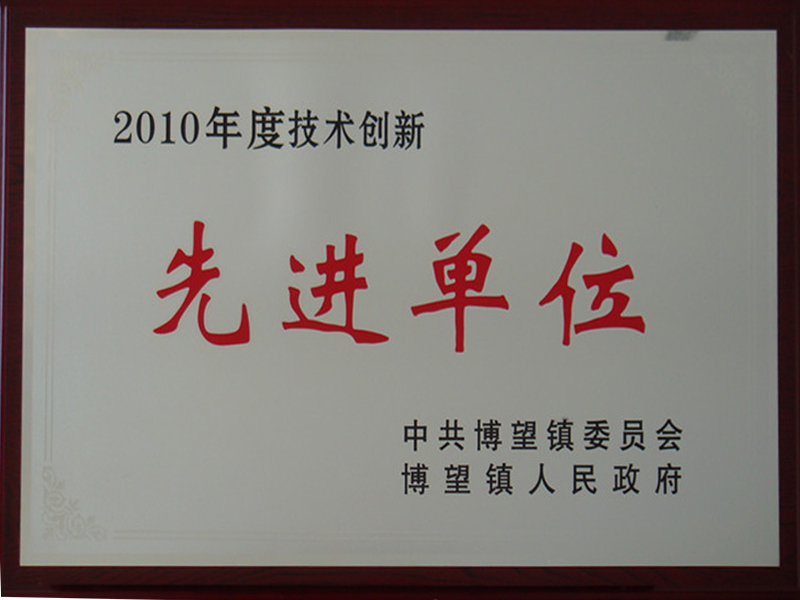 2010年度技术创新
先进单位
中共博望镇委员会
博望镇人民政府